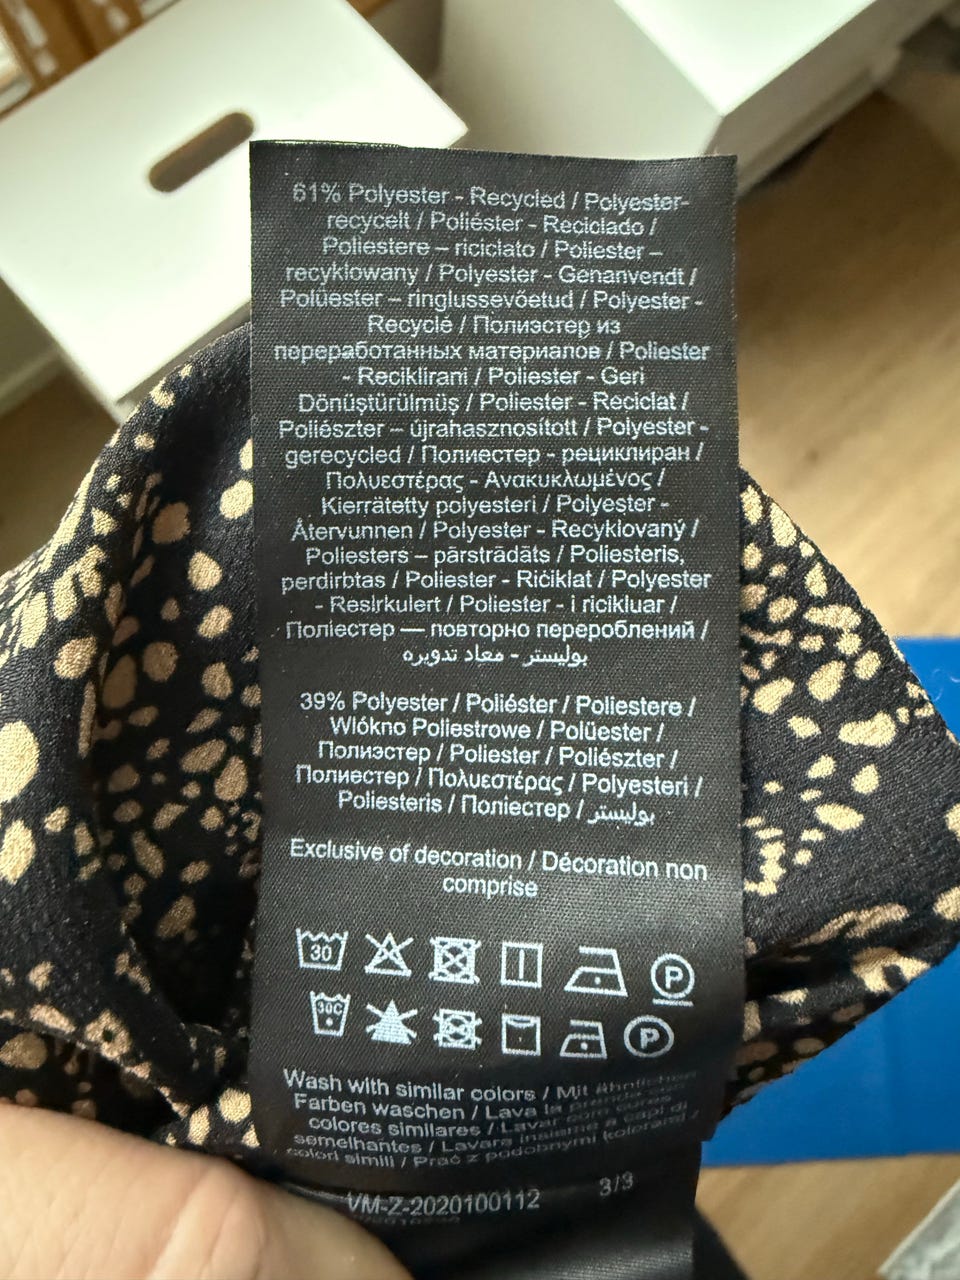 61% Polyester - Recycled / Polyester-
recycelt / Poliéster - Reciclado /
Poliestere – riciclato / Poliester –
recyklowany / Polyester - Genanvendt /
Polüester – ringlussevõetud / Polyester -
Recyclé / Полиэстер из
переработанных материалов / Poliester
- Reciklirani / Poliester - Geri
Dönüştürülmüş / Poliester - Reciclat /
Poliészter – újrahasznosított / Polyester -
gerecycled / Полиестер - рециклиран /
Πολυεστέρας - Ανακυκλωμένος /
Kierrätetty polyesteri / Polyester -
Återvunnen / Polyester - Recyklovaný /
Poliesters – pārstrādāts / Poliesteris,
perdirbtas / Poliester - Ričiklat / Polyester
- Resirkulert / Poliester - i ricikluar /
Поліестер — повторно перероблений /
بوليستر - معاد تدويره
39% Polyester / Poliéster / Poliestere /
Włókno Poliestrowe / Polüester /
Полиэстер / Poliester / Poliészter /
Полиестер / Πολυεστέρας / Polyesteri /
Poliesteris / Поліестер / بوليستر
Exclusive of decoration / Décoration non
comprise
30 P
30C P
Wash with similar colors / Mit ähnlichen
Farben waschen / Lava la prenda con
colores similares / Lavar com cores
semelhantes / Lavare insieme a capi di
colori simili / Prać z podobnymi kolorami /
VM-Z-2020100112 3/3